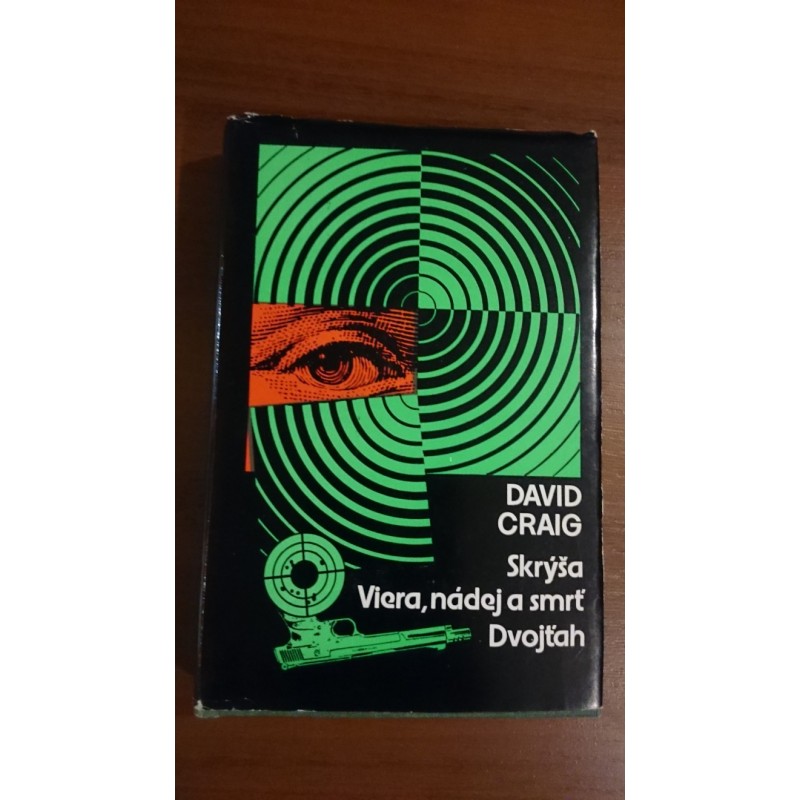 DAVID
CRAIG
Skrýša
Viera, nádej a smrť
Dvojťah